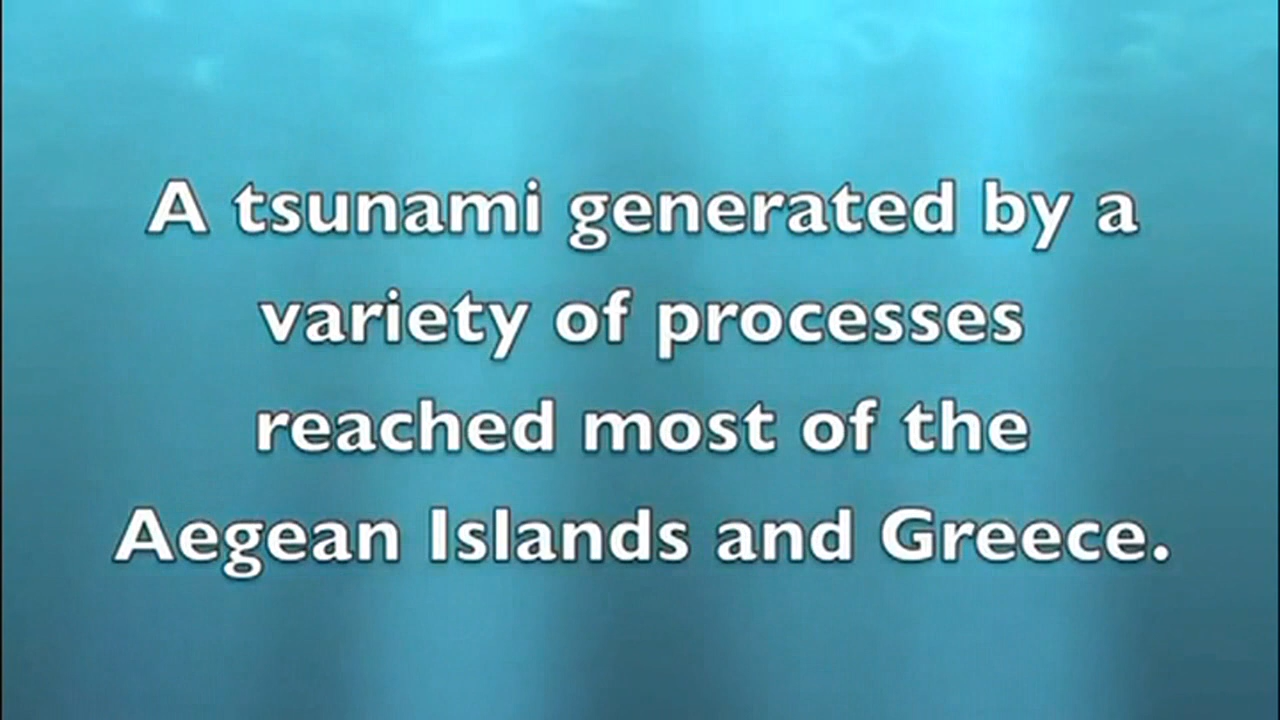 A tsunami generated by a
variety of processes
reached most of the
Aegean Islands and Greece.